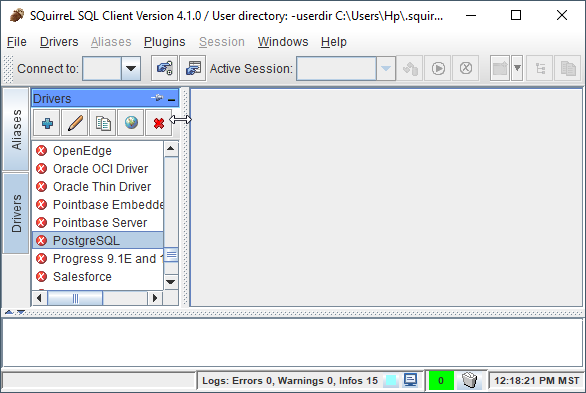 SQuirreL SQL Client Version 4.1.0 / User directory: -userdir C:\Users\Hp\.squir...
File Drivers Aliases Plugins Session Windows Help
Connect to: Active Session:
Aliases
Drivers
Drivers
OpenEdge
Oracle OCI Driver
Oracle Thin Driver
Pointbase Embedde
Pointbase Server
PostgreSQL
Progress 9.1E and 1
Salesforce
Logs: Errors 0, Warnings 0, Infos 15 0 12:18:21 PM MST